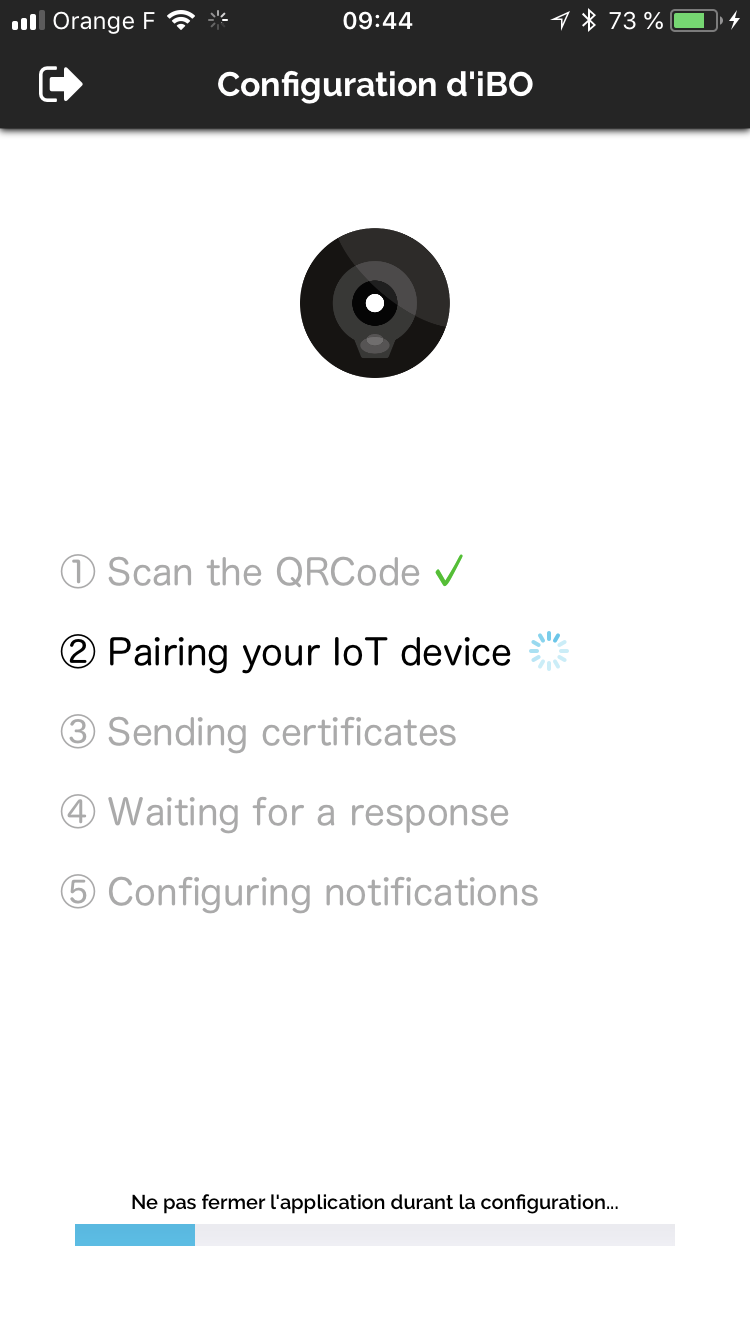 Orange F 09:44 73 %
Configuration d'iBO
① Scan the QRCode ✓
② Pairing your IoT device
③ Sending certificates
④ Waiting for a response
⑤ Configuring notifications
Ne pas fermer l'application durant la configuration...